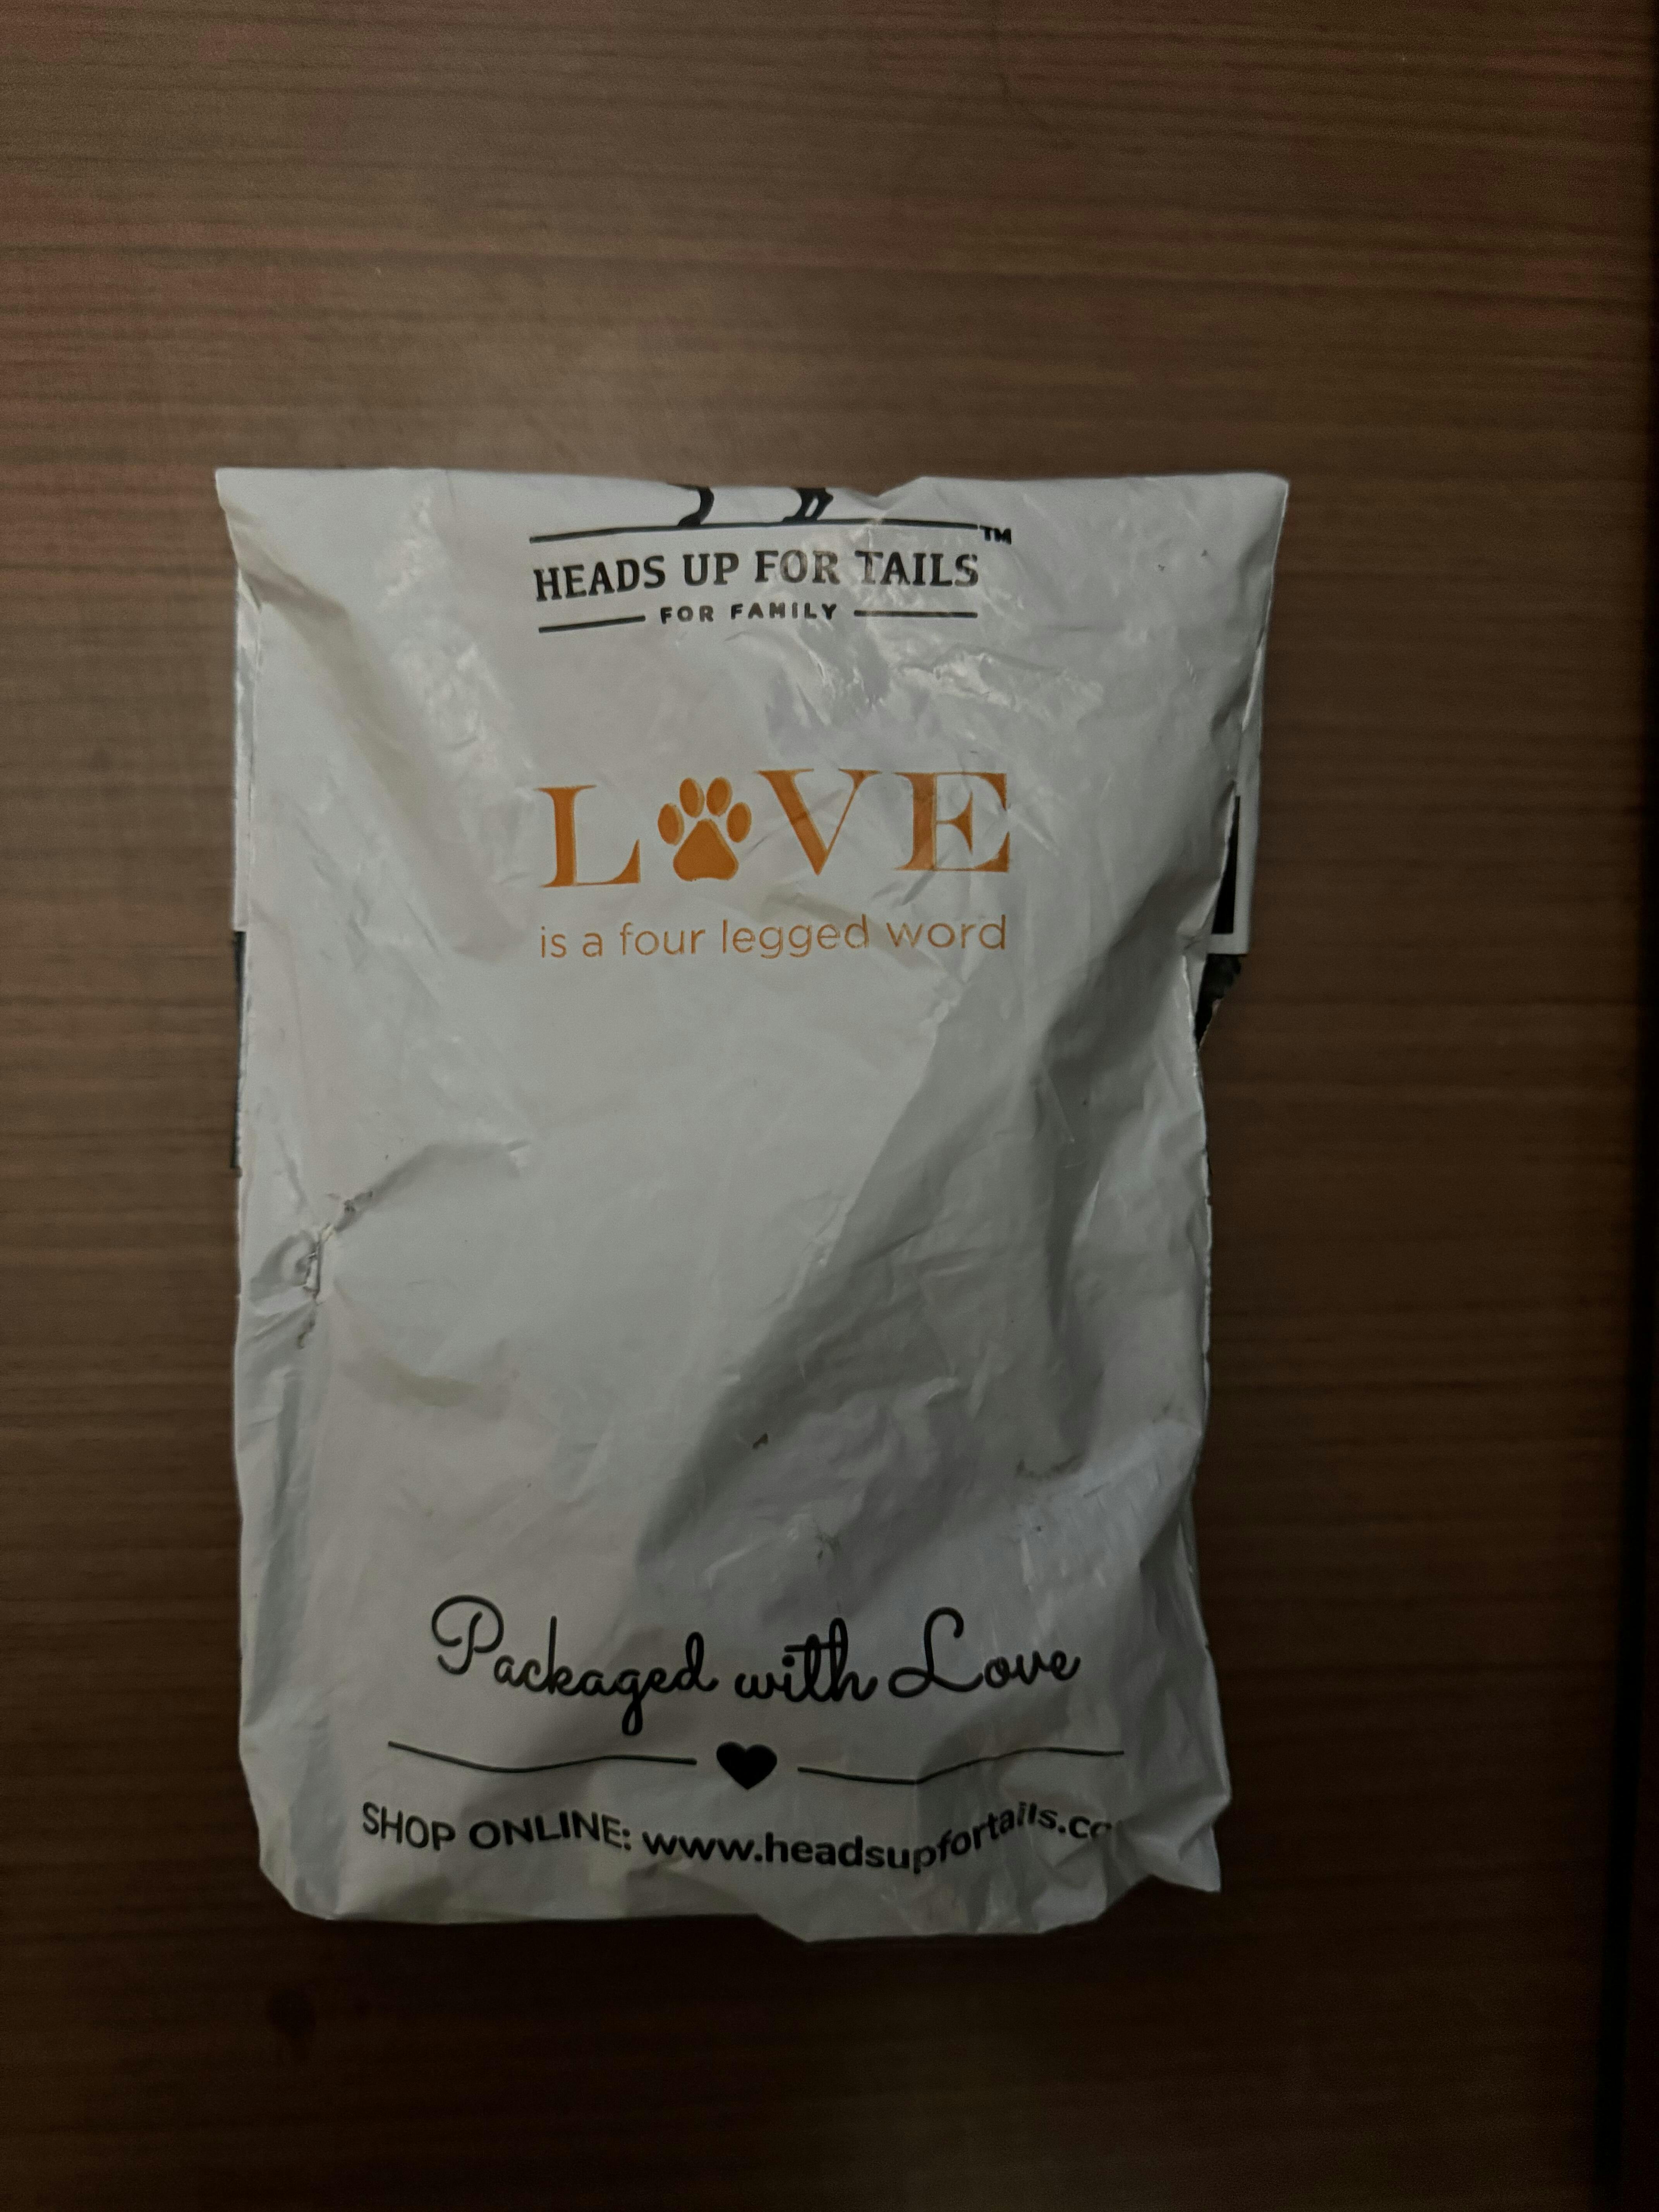 HEADS UP FOR TAILS™
FOR FAMILY
LOVE
is a four legged word
Packaged with Love
SHOP ONLINE: www.headsupfortails.co